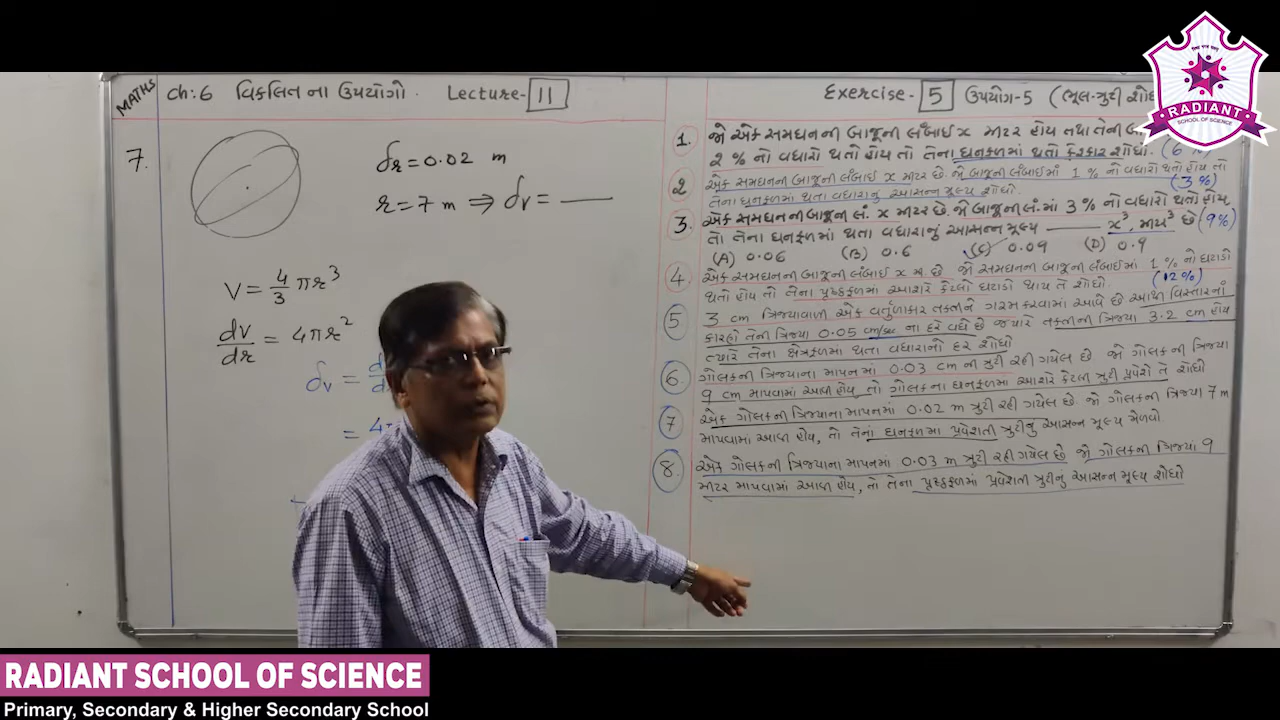 MATHS
ch:6 વિકલિત ના ઉપયોગો. Lecture-11
Exercise-5 ઉપયોગ-5 (ભૂલ-ત્રુટી શોધ
RADIANT
SCHOOL OF SCIENCE
7.
δr=0.02 m
r=7m ⇒ δv=
V = 4/3 πr³
dv/dr = 4πr²
δv =
= 4π
1. જો એક સમઘનની બાજુની લંબાઈ x મીટર હોય તથા તેની
2% નો વધારો થતો હોય તો તેના ઘનફળમાં થતો ફેરફાર શોધો.
2 એક સમઘનની બાજુની લંબાઈ x મીટર છે. જો બાજુની લંબાઈમાં 1% નો વધારો થતો હોય તો
તેના ઘનફળમાં થતા વધારાનું આસન્ન મૂલ્ય શોધો. (3%)
3. એક સમઘનની બાજુની લં. x મીટર છે. જો બાજુની લં.માં 3% નો વધારો થતો હોય
તો તેના ઘનફળમાં થતા વધારાનું આસન્ન મૂલ્ય x³ મીટર³ છે (9%)
(A) 0.06 (B) 0.6 (C) 0.09 (D) 0.9
4 એક સમઘનની બાજુની લંબાઈ x મી. છે. જો સમઘનની બાજુની લંબાઈમાં 1% નો ઘટાડો
થતો હોય તો તેના પૃષ્ઠફળમાં આશરે કેટલો ઘટાડો થાય તે શોધો. (12%)
5 3 cm ત્રિજ્યાવાળી એક વર્તુળાકાર તક્તીને ગરમ કરવામાં આવે છે આથી વિસ્તારનાં
કારણે તેની ત્રિજ્યા 0.05 cm/sec ના દરે વધે છે જ્યારે તક્તીની ત્રિજ્યા 3.2 cm હોય
ત્યારે તેના ક્ષેત્રફળમાં થતા વધારાનો દર શોધો
6. ગોલકની ત્રિજ્યાના માપનમાં 0.03 cm ની ત્રુટી રહી ગયેલ છે જો ગોલકની ત્રિજ્યા
9 cm માપવામાં આવી હોય, તો ગોલકના ઘનફળમાં આશરે કેટલી ત્રુટી પ્રવેશે તે શોધો
7 એક ગોલકની ત્રિજ્યાના માપનમાં 0.02 m ત્રુટી રહી ગયેલ છે. જો ગોલકની ત્રિજ્યા 7m
માપવામાં આવી હોય, તો તેનાં ઘનફળમાં પ્રવેશતી ત્રુટીનું આસન્ન મૂલ્ય મેળવો.
8. એક ગોલકની ત્રિજ્યાના માપનમાં 0.03 m ત્રુટી રહી ગયેલ છે જો ગોલકની ત્રિજ્યાં 9
મીટર માપવામાં આવી હોય, તો તેના પૃષ્ઠફળમાં પ્રવેશતી ત્રુટીનું આસન્ન મૂલ્ય શોધો
RADIANT SCHOOL OF SCIENCE
Primary, Secondary & Higher Secondary School